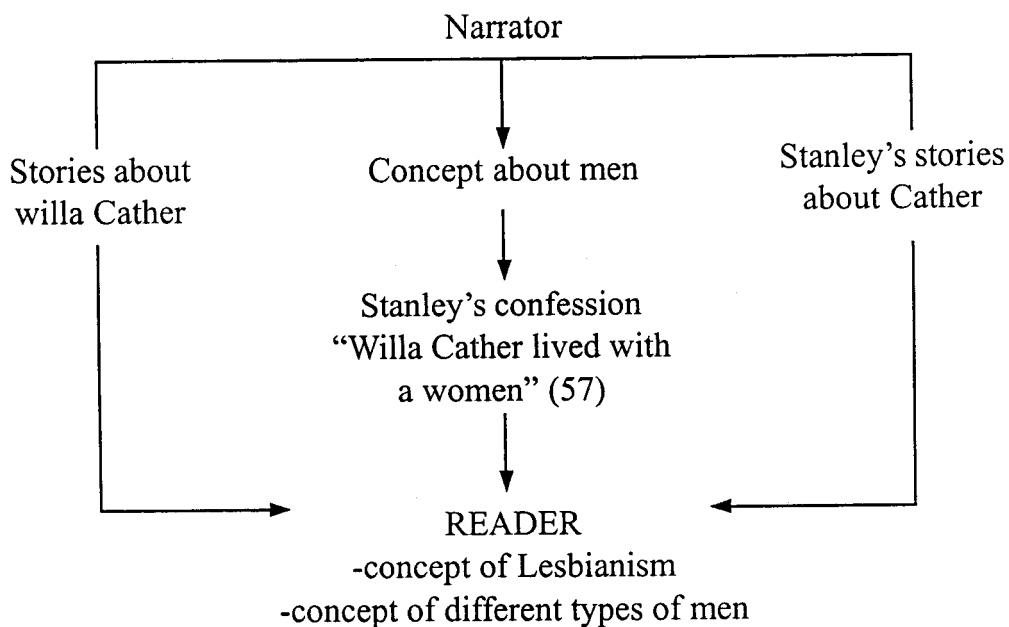 Narrator
Stories about
willa Cather
Concept about men
Stanley’s stories
about Cather
Stanley’s confession
“Willa Cather lived with
a women” (57)
READER
-concept of Lesbianism
-concept of different types of men